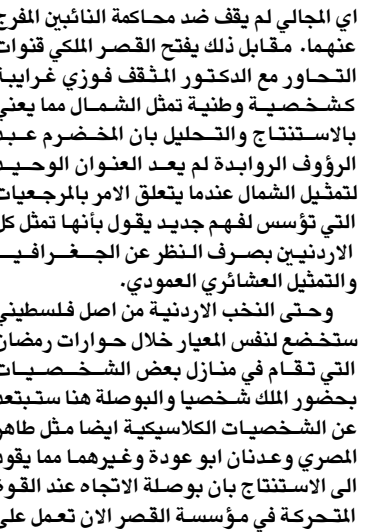 اي المجالي لم يقف ضد محاكمة النائبين المفرج
عنهما. مقابل ذلك يفتح القصر الملكي قنوات
التحاور مع الدكتور المثقف فوزي غرايبة
كشخصية وطنية تمثل الشمال مما يعني
بالاستنتاج والتحليل بان المخضرم عبد
الرؤوف الروابدة لم يعد العنوان الوحيد
لتمثيل الشمال عندما يتعلق الامر بالمرجعيات
التي تؤسس لفهم جديد يقول بأنها تمثل كل
الاردنيين بصرف النظر عن الجغرافيا
والتمثيل العشائري العمودي.
وحتى النخب الاردنية من اصل فلسطيني
ستخضع لنفس المعيار خلال حوارات رمضان
التي تقام في منازل بعض الشخصيات
بحضور الملك شخصيا والبوصلة هنا ستبتعد
عن الشخصيات الكلاسيكية ايضا مثل طاهر
المصري وعدنان ابو عودة وغيرهما مما يقود
الى الاستنتاج بان بوصلة الاتجاه عند القوة
المتحركة في مؤسسة القصر الان تعمل على